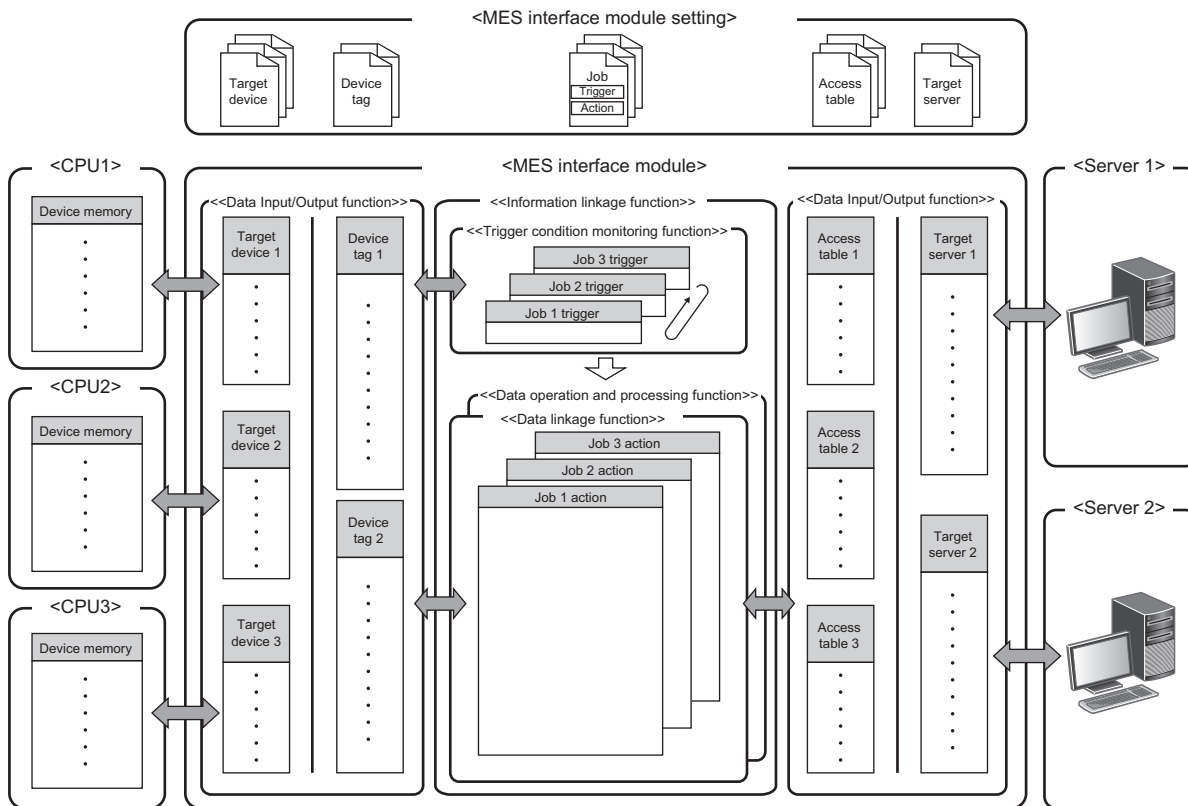 <MES interface module setting>
Target
device
Device
tag
Job
Trigger
Action
Access
table
Target
server
<CPU1>
Device memory
<CPU2>
Device memory
<CPU3>
Device memory
<MES interface module>
<<Data Input/Output function>>
Target
device 1
Target
device 2
Target
device 3
Device
tag 1
Device
tag 2
<<Information linkage function>>
<<Trigger condition monitoring function>>
Job 3 trigger
Job 2 trigger
Job 1 trigger
<<Data operation and processing function>>
<<Data linkage function>>
Job 3 action
Job 2 action
Job 1 action
<<Data Input/Output function>>
Access
table 1
Access
table 2
Access
table 3
Target
server 1
Target
server 2
<Server 1>
<Server 2>